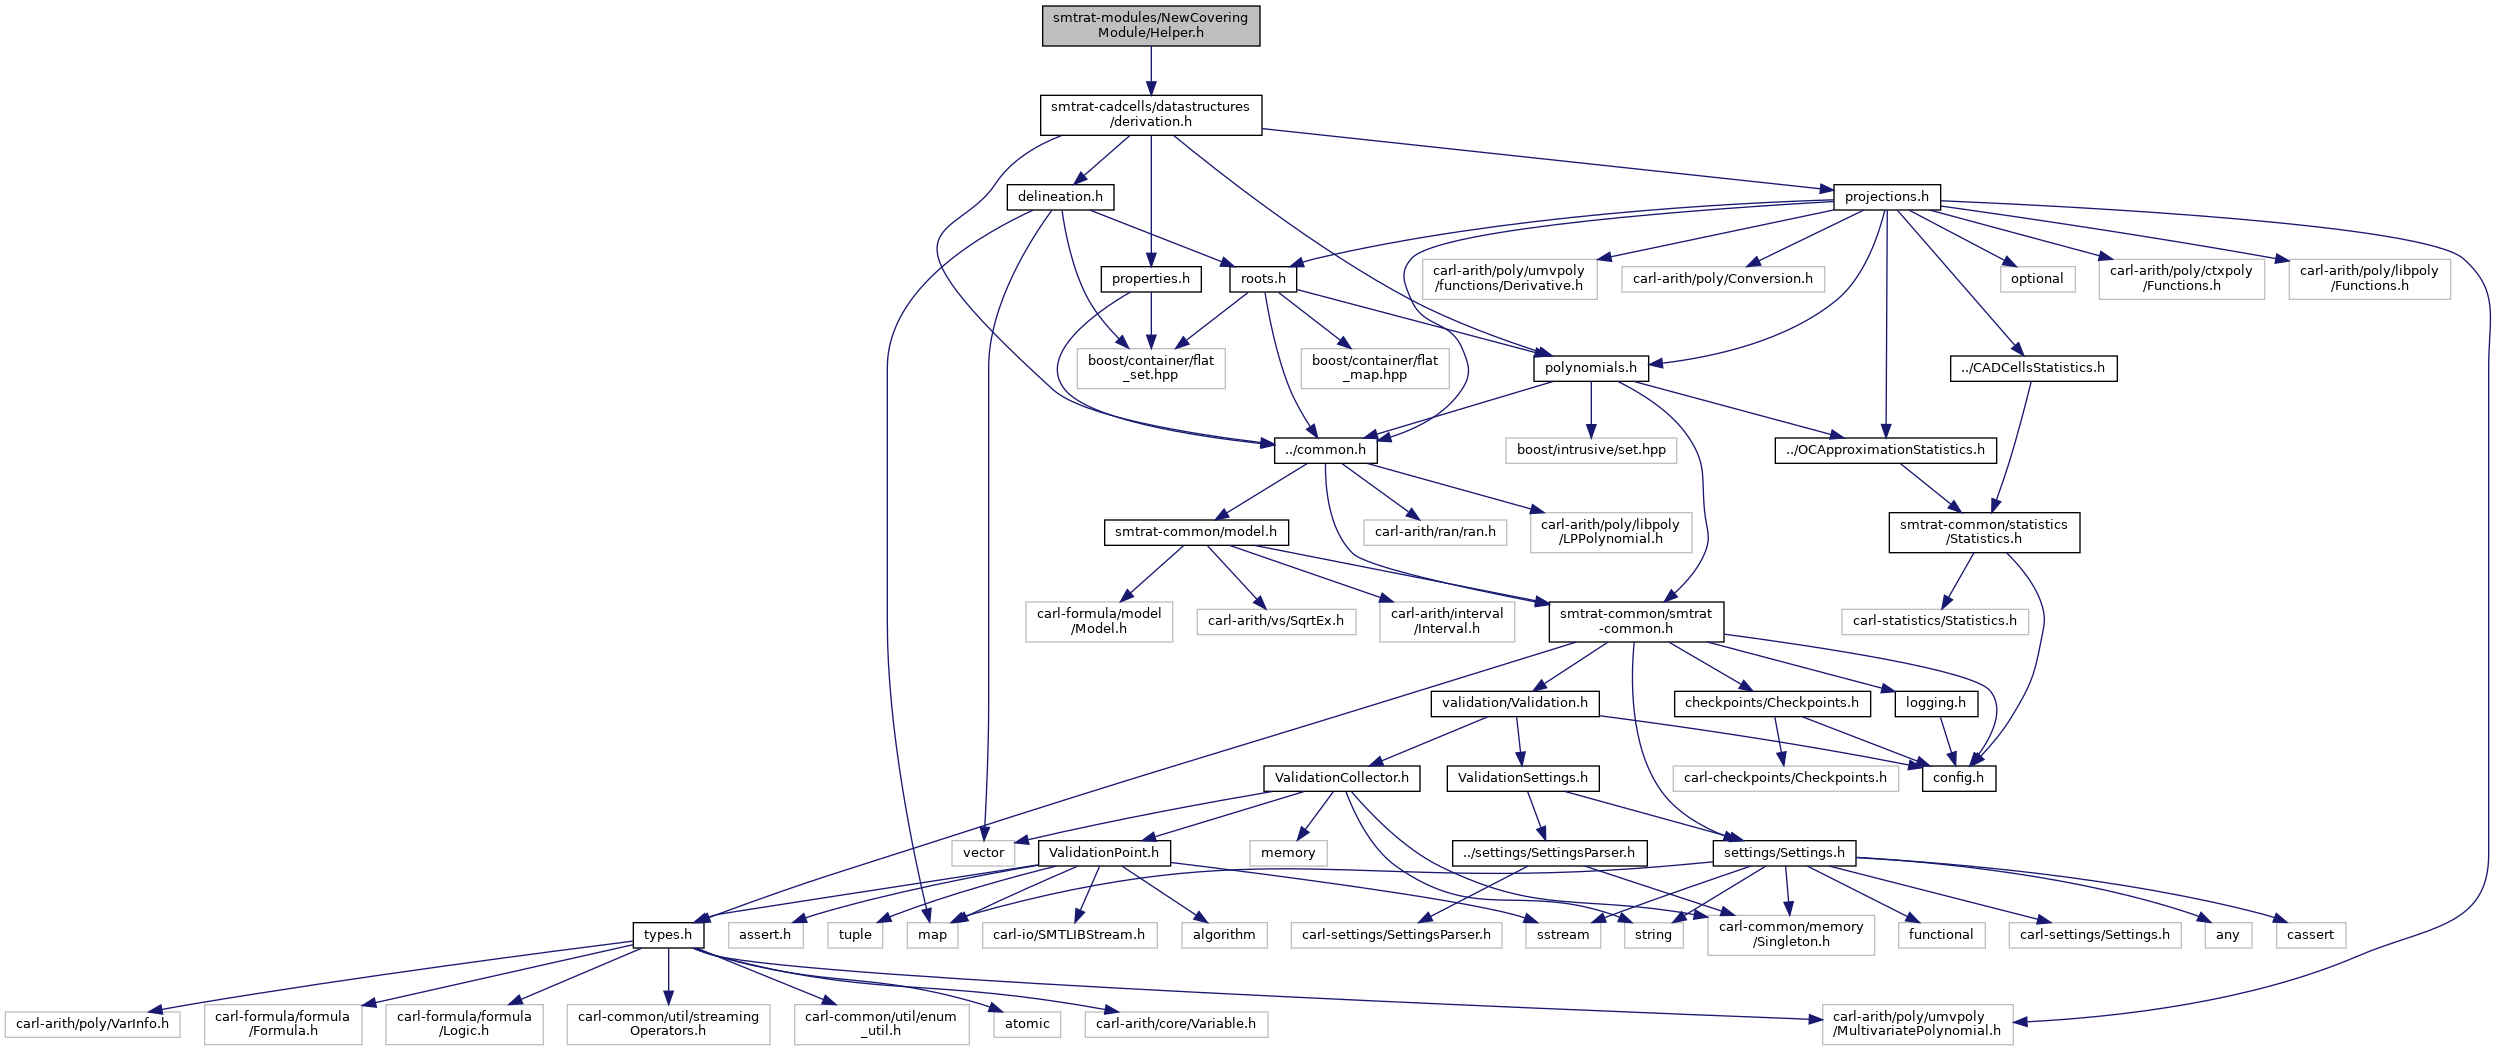 smtrat-modules/NewCovering
Module/Helper.h
smtrat-cadcells/datastructures
/derivation.h
delineation.h
projections.h
properties.h
roots.h
carl-arith/poly/umvpoly
/functions/Derivative.h
carl-arith/poly/Conversion.h
optional
carl-arith/poly/ctxpoly
/Functions.h
carl-arith/poly/libpoly
/Functions.h
boost/container/flat
_set.hpp
boost/container/flat
_map.hpp
polynomials.h
../CADCellsStatistics.h
../common.h
boost/intrusive/set.hpp
../OCApproximationStatistics.h
smtrat-common/model.h
carl-arith/ran/ran.h
carl-arith/poly/libpoly
/LPPolynomial.h
smtrat-common/statistics
/Statistics.h
carl-formula/model
/Model.h
carl-arith/vs/SqrtEx.h
carl-arith/interval
/Interval.h
smtrat-common/smtrat
-common.h
carl-statistics/Statistics.h
validation/Validation.h
checkpoints/Checkpoints.h
logging.h
ValidationCollector.h
ValidationSettings.h
carl-checkpoints/Checkpoints.h
config.h
vector
ValidationPoint.h
memory
../settings/SettingsParser.h
settings/Settings.h
types.h
assert.h
tuple
map
carl-io/SMTLIBStream.h
algorithm
carl-settings/SettingsParser.h
sstream
string
carl-common/memory
/Singleton.h
functional
carl-settings/Settings.h
any
cassert
carl-arith/poly/VarInfo.h
carl-formula/formula
/Formula.h
carl-formula/formula
/Logic.h
carl-common/util/streaming
Operators.h
carl-common/util/enum
_util.h
atomic
carl-arith/core/Variable.h
carl-arith/poly/umvpoly
/MultivariatePolynomial.h